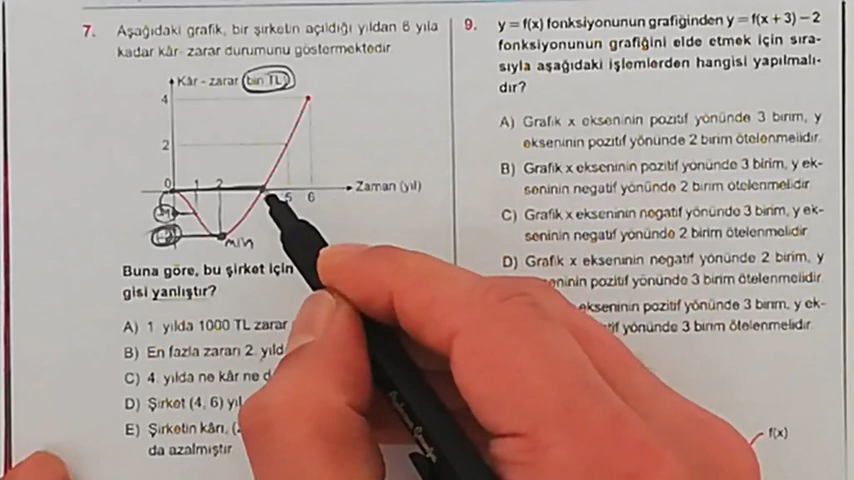 7. Aşağıdaki grafik, bir şirketin açıldığı yıldan 6 yıla
kadar kâr- zarar durumunu göstermektedir.
Kâr - zarar (bin TL)
4
2
0
1 2 5 6
Zaman (yıl)
-2
min
Buna göre, bu şirket için
gisi yanlıştır?
A) 1 yılda 1000 TL zarar
B) En fazla zararı 2. yıld
C) 4. yılda ne kâr ne d
D) Şirket (4, 6) yıl
E) Şirketin kârı, (
da azalmıştır
9. y = f(x) fonksiyonunun grafiğinden y = f(x + 3) – 2
fonksiyonunun grafiğini elde etmek için sıra-
sıyla aşağıdaki işlemlerden hangisi yapılmalı-
dır?
A) Grafik x ekseninin pozitif yönünde 3 birim, y
ekseninin pozitif yönünde 2 birim ötelenmelidir.
B) Grafik x ekseninin pozitif yönünde 3 birim, y ek-
seninin negatif yönünde 2 birim ötelenmelidir
C) Grafik x ekseninin negatif yönünde 3 birim, y ek-
seninin negatif yönünde 2 birim ötelenmelidir
D) Grafik x ekseninin negatif yönünde 2 birim, y
eninin pozitif yönünde 3 birim ötelenmelidir.
ekseninin pozitif yönünde 2 birim, y ek-
tif yönünde 3 birim ötelenmelidir.
f(x)